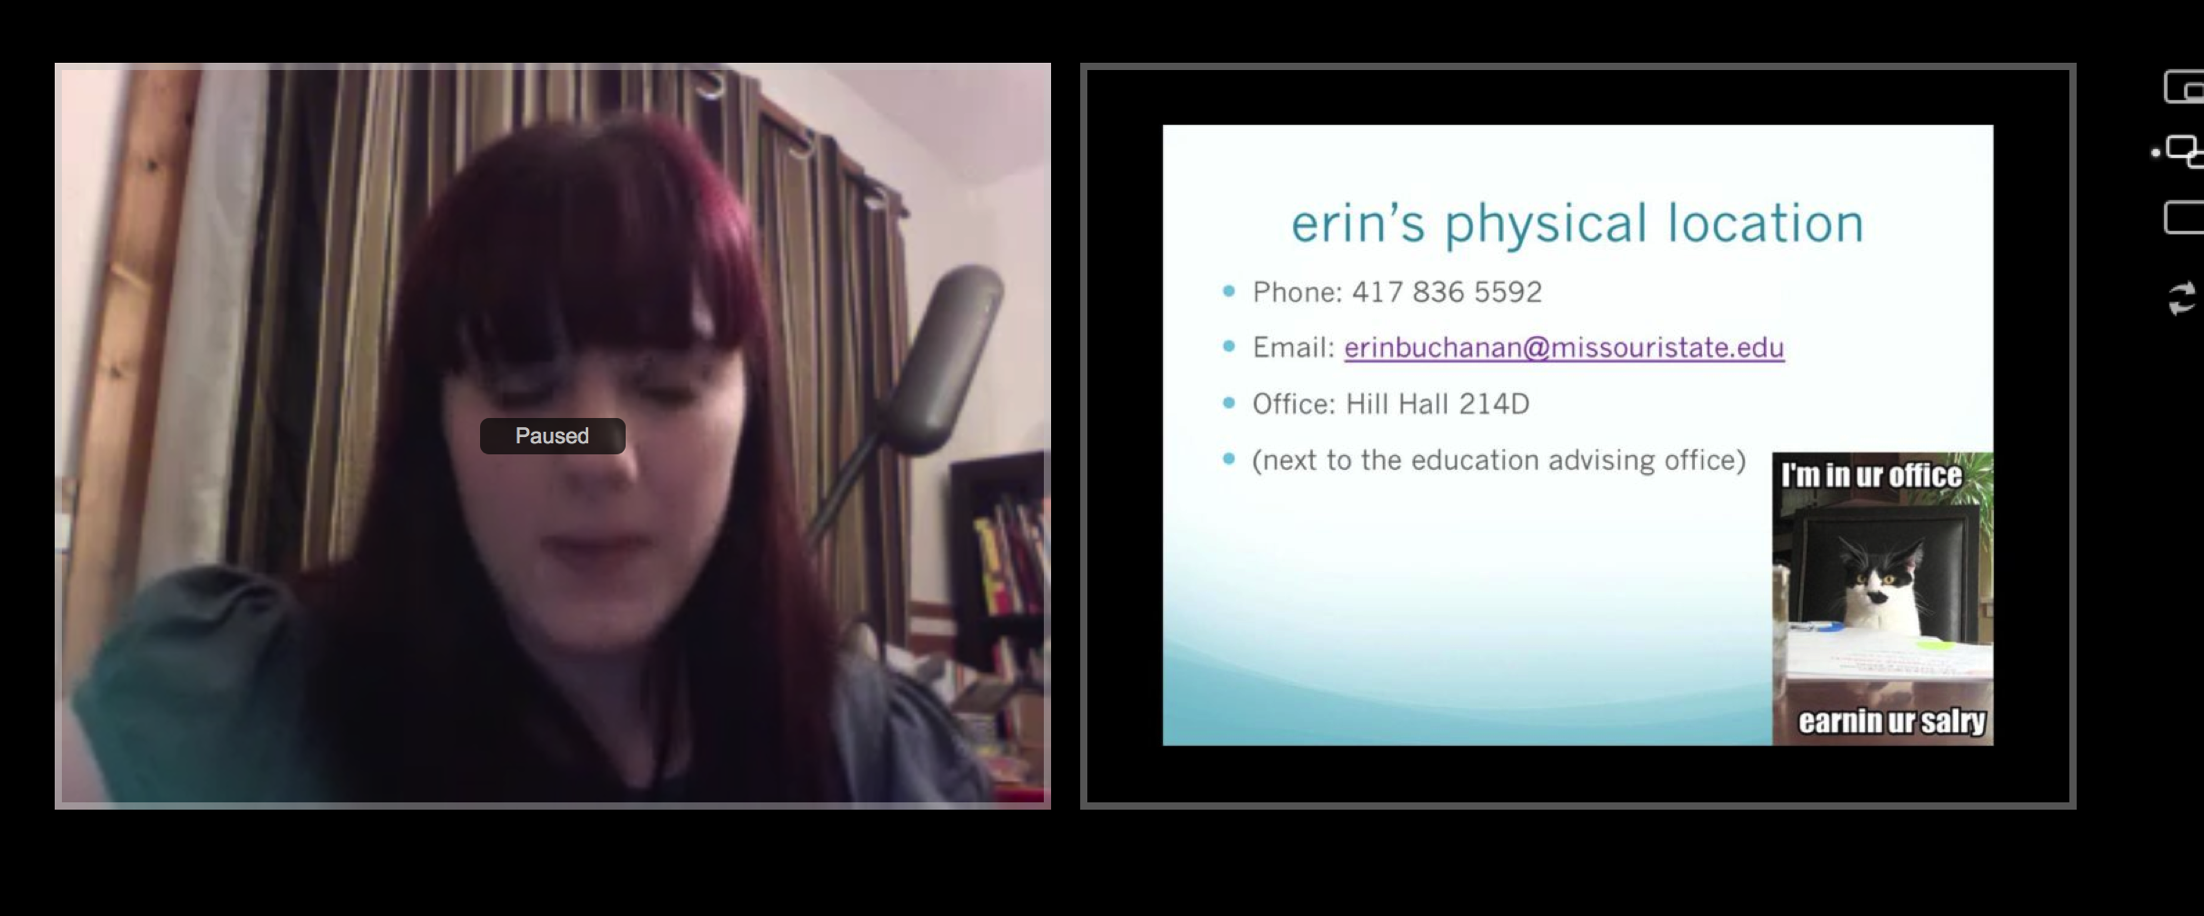 Paused
erin's physical location
Phone: 417 836 5592
Email: erinbuchanan@missouristate.edu
Office: Hill Hall 214D
(next to the education advising office)
I'm in ur office
earnin ur salry